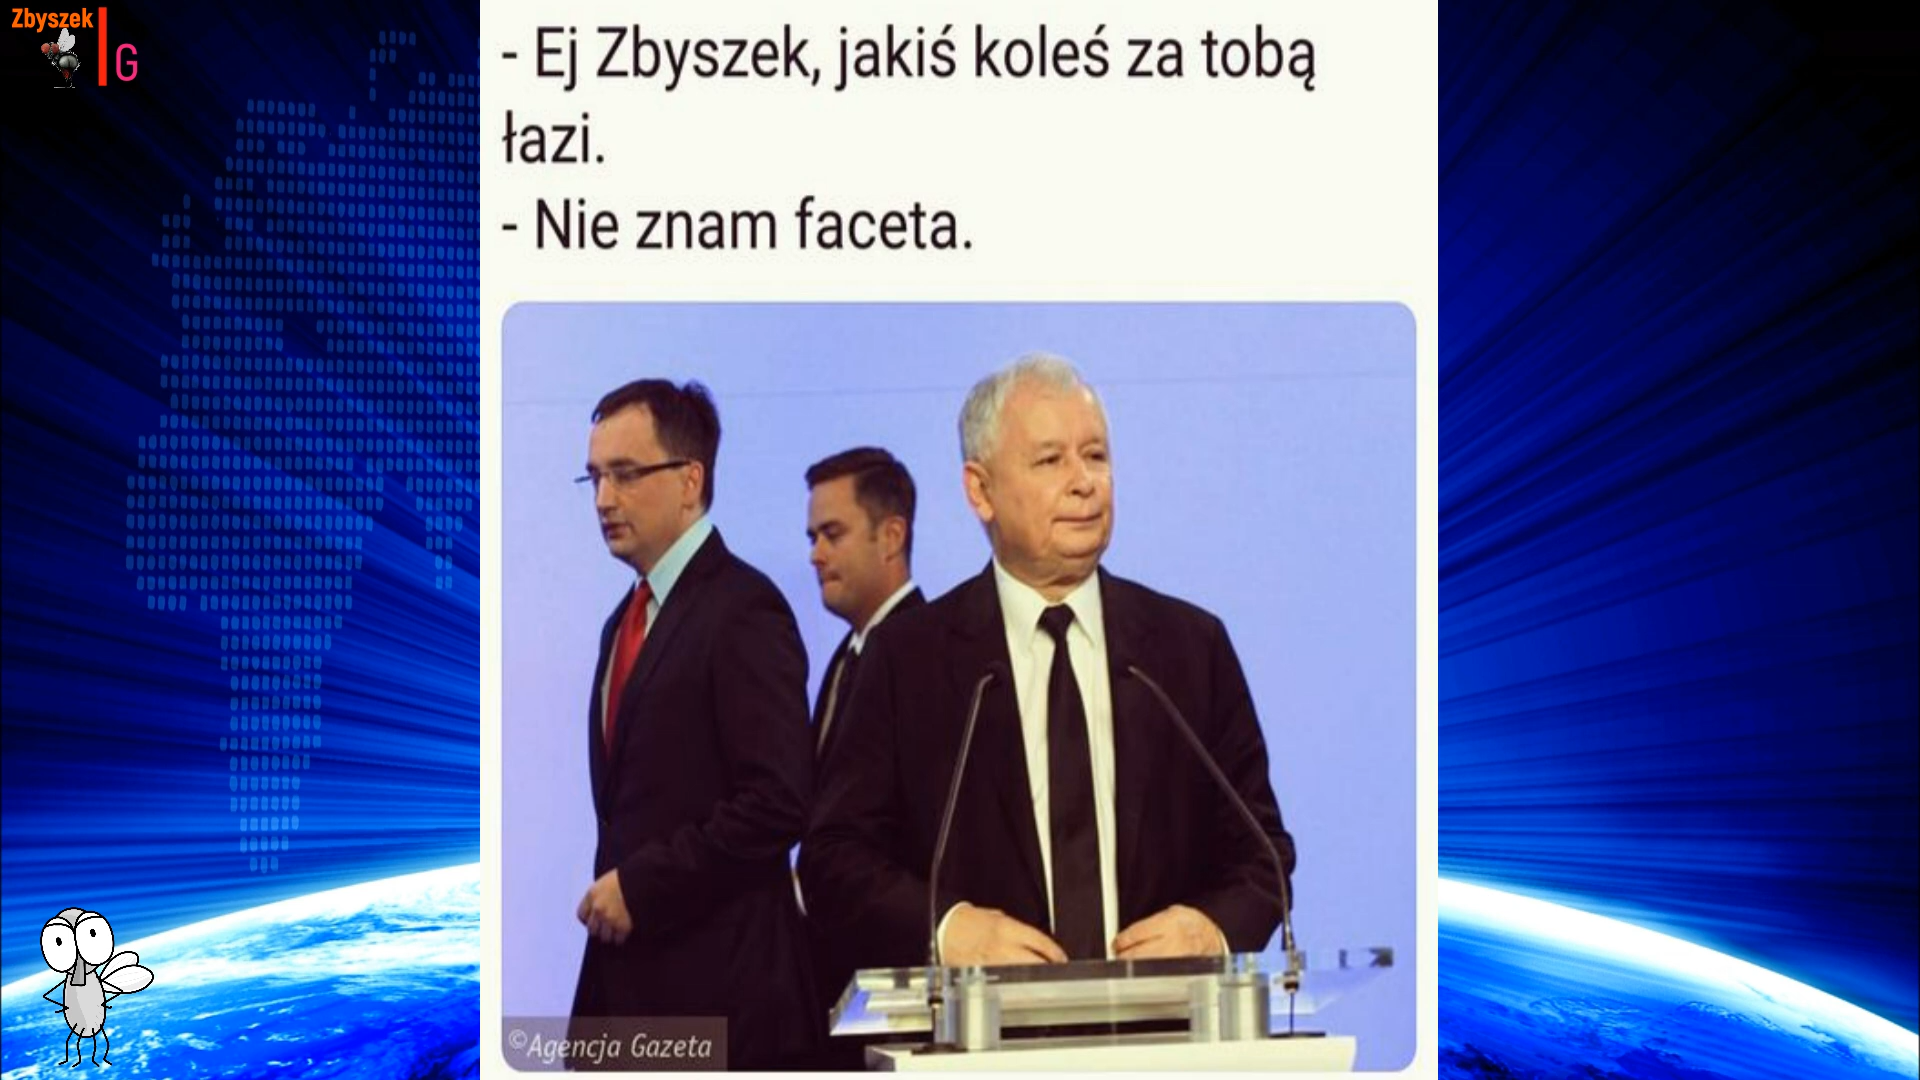 Zbyszek
G
- Ej Zbyszek, jakiś koleś za tobą
łazi.
- Nie znam faceta.
©Agencja Gazeta